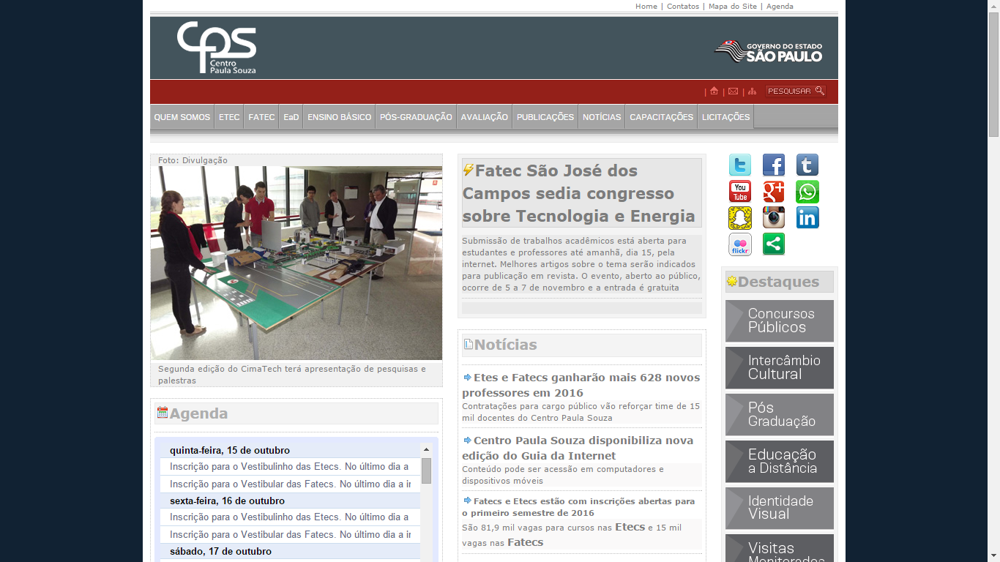 Home | Contatos | Mapa do Site | Agenda
CPS
Centro
Paula Souza
GOVERNO DO ESTADO
SÃO PAULO
PESQUISAR
QUEM SOMOS ETEC FATEC EaD ENSINO BÁSICO PÓS-GRADUAÇÃO AVALIAÇÃO PUBLICAÇÕES NOTÍCIAS CAPACITAÇÕES LICITAÇÕES
Foto: Divulgação
Segunda edição do CimaTech terá apresentação de pesquisas e
palestras
Agenda
quinta-feira, 15 de outubro
Inscrição para o Vestibulinho das Etecs. No último dia a
Inscrição para o Vestibular das Fatecs. No último dia a
sexta-feira, 16 de outubro
Inscrição para o Vestibulinho das Etecs. No último dia a
Inscrição para o Vestibular das Fatecs. No último dia a
sábado, 17 de outubro
Fatec São José dos
Campos sedia congresso
sobre Tecnologia e Energia
Submissão de trabalhos acadêmicos está aberta para
estudantes e professores até amanhã, dia 15, pela
internet. Melhores artigos sobre o tema serão indicados
para publicação em revista. O evento, aberto ao público,
ocorre de 5 a 7 de novembro e a entrada é gratuita
Notícias
Etes e Fatecs ganharão mais 628 novos
professores em 2016
Contratações para cargo público vão reforçar time de 15
mil docentes do Centro Paula Souza
Centro Paula Souza disponibiliza nova
edição do Guia da Internet
Conteúdo pode ser acessão em computadores e
dispositivos móveis
Fatecs e Etecs estão com inscrições abertas para
o primeiro semestre de 2016
São 81,9 mil vagas para cursos nas Etecs e 15 mil
vagas nas Fatecs
You
Tube
flickr
Destaques
Concursos
Públicos
Intercâmbio
Cultural
Pós
Graduação
Educação
a Distância
Identidade
Visual
Visitas
Monitoradas